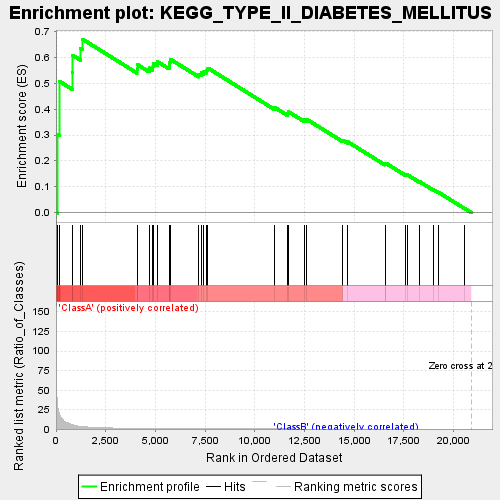 Enrichment plot: KEGG_TYPE_II_DIABETES_MELLITUS
Enrichment score (ES)
0.7
0.6
0.5
0.4
0.3
0.2
0.1
0.0
'ClassA' (positively correlated)
Ranked list metric (Ratio_of_Classes)
150
125
100
75
50
25
0
Zero cross at 2
'ClassB' (negatively correlated)
0 2,500 5,000 7,500 10,000 12,500 15,000 17,500 20,000
Rank in Ordered Dataset
Enrichment profile Hits Ranking metric scores